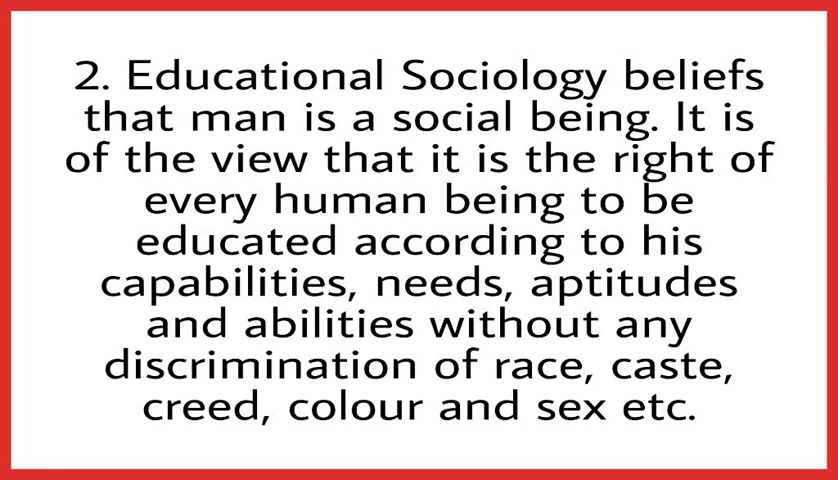 2. Educational Sociology beliefs
that man is a social being. It is
of the view that it is the right of
every human being to be
educated according to his
capabilities, needs, aptitudes
and abilities without any
discrimination of race, caste,
creed, colour and sex etc.